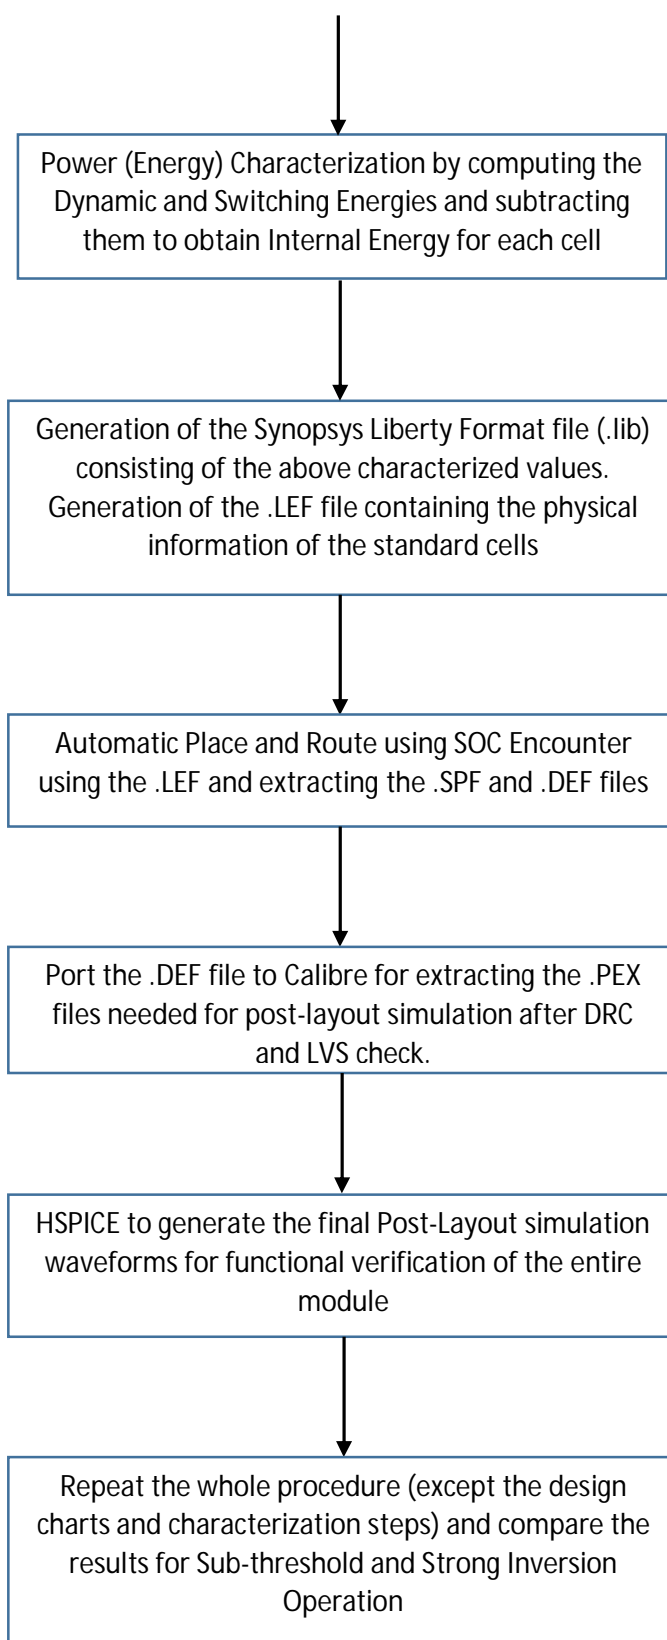 Power (Energy) Characterization by computing the
Dynamic and Switching Energies and subtracting
them to obtain Internal Energy for each cell
Generation of the Synopsys Liberty Format file (.lib)
consisting of the above characterized values.
Generation of the .LEF file containing the physical
information of the standard cells
Automatic Place and Route using SOC Encounter
using the .LEF and extracting the .SPF and .DEF files
Port the .DEF file to Calibre for extracting the .PEX
files needed for post-layout simulation after DRC
and LVS check.
HSPICE to generate the final Post-Layout simulation
waveforms for functional verification of the entire
module
Repeat the whole procedure (except the design
charts and characterization steps) and compare the
results for Sub-threshold and Strong Inversion
Operation